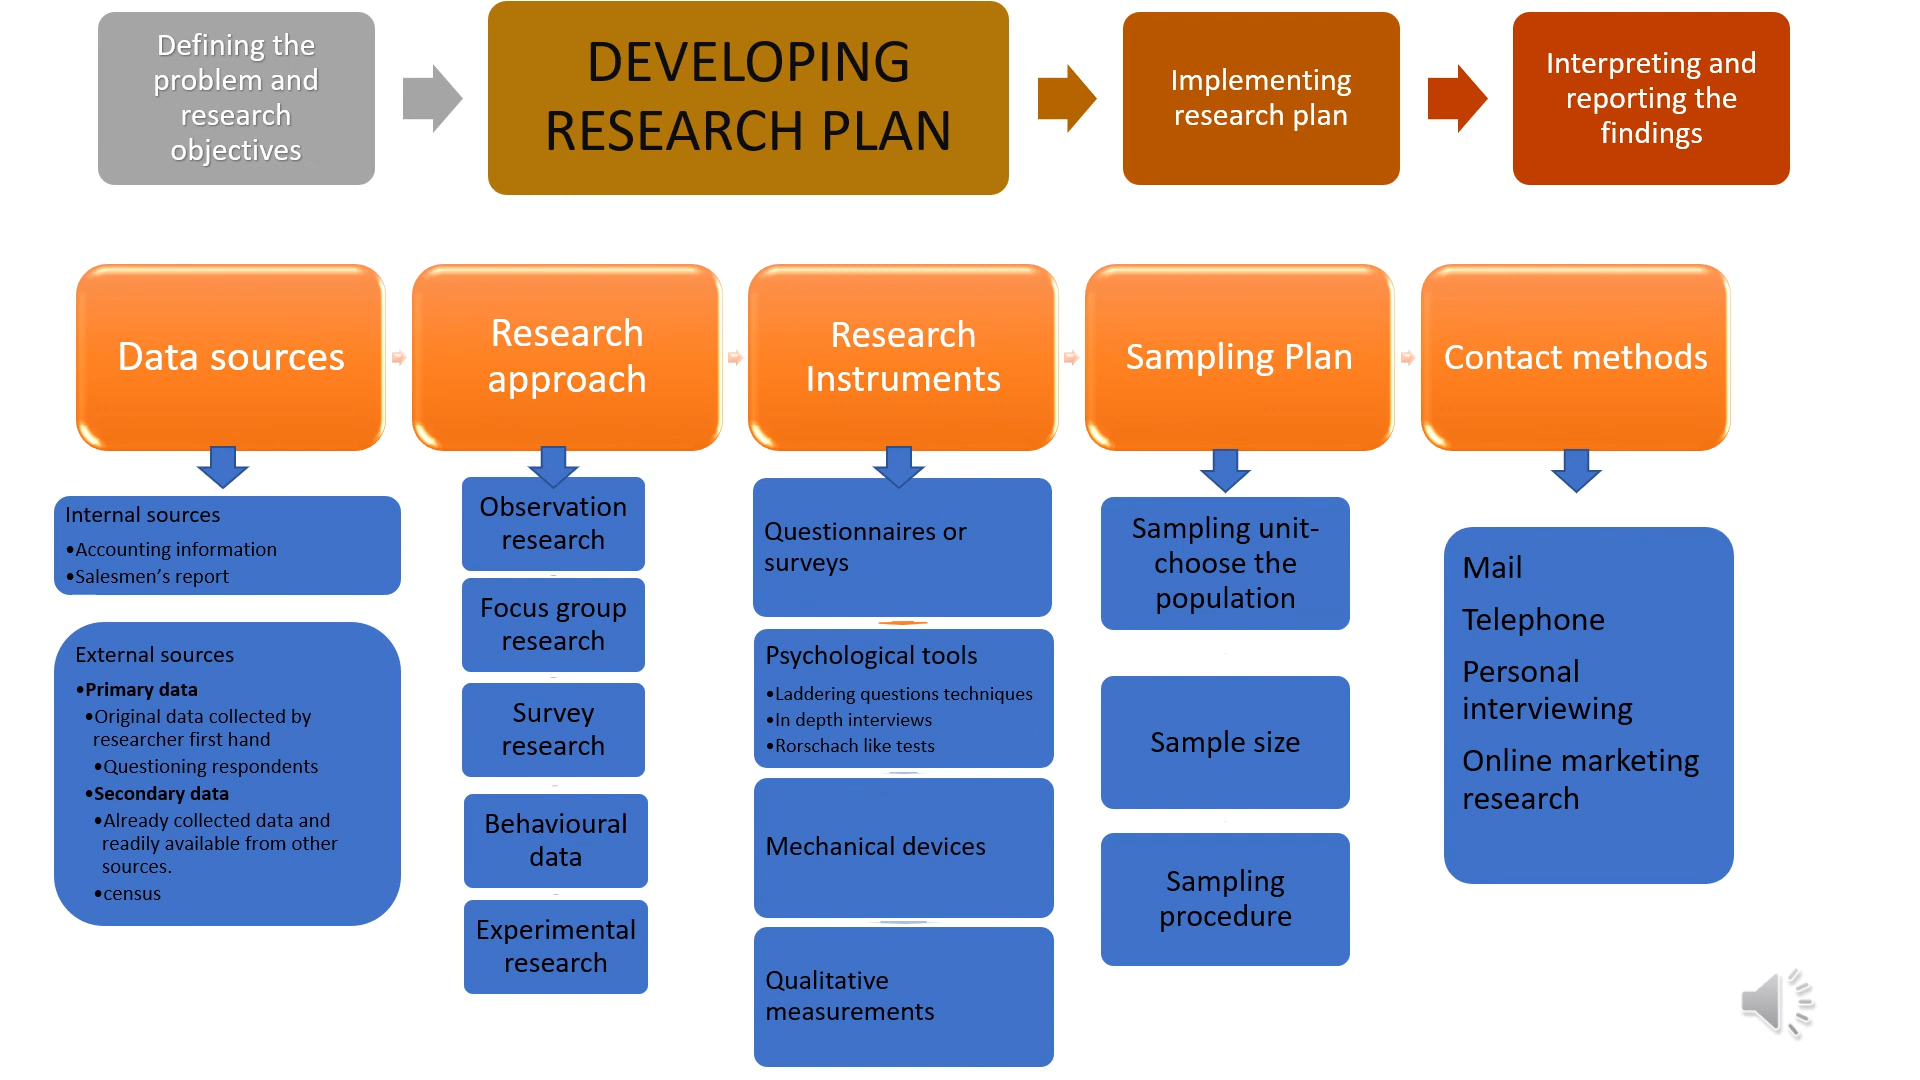 Defining the
problem and
research
objectives
DEVELOPING
RESEARCH PLAN
Implementing
research plan
Interpreting and
reporting the
findings
Data sources
Research
approach
Research
Instruments
Sampling Plan
Contact methods
Internal sources
•Accounting information
•Salesmen’s report
External sources
•Primary data
•Original data collected by
researcher first hand
•Questioning respondents
•Secondary data
•Already collected data and
readily available from other
sources.
•census
Observation
research
Focus group
research
Survey
research
Behavioural
data
Experimental
research
Questionnaires or
surveys
Psychological tools
•Laddering questions techniques
•In depth interviews
•Rorschach like tests
Mechanical devices
Qualitative
measurements
Sampling unit-
choose the
population
Sample size
Sampling
procedure
Mail
Telephone
Personal
interviewing
Online marketing
research